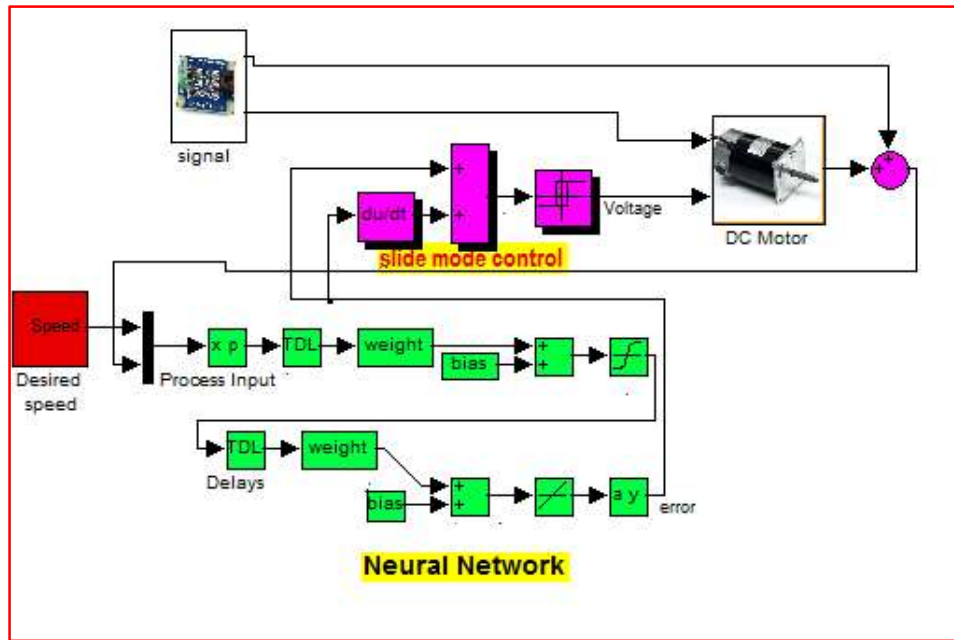 signal
+
+
+
du/dt
+
Voltage
DC Motor
slide mode control
Speed
Desired
speed
x p
Process Input
TDL
weight
bias
+
+
TDL
Delays
weight
bias
+
+
a y
error
Neural Network